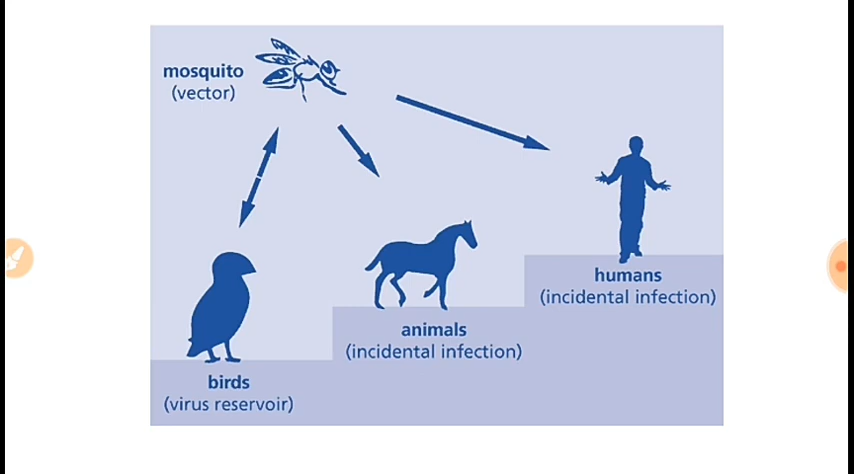 mosquito
(vector)
humans
(incidental infection)
animals
(incidental infection)
birds
(virus reservoir)